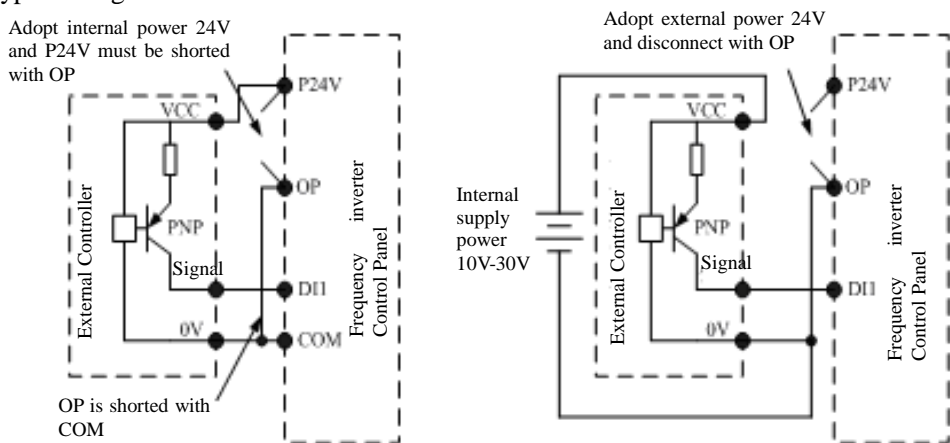 Adopt internal power 24V
and P24V must be shorted
with OP
P24V
VCC
OP
External Controller
PNP
Signal
DI1
0V
COM
Frequency inverter
Control Panel
OP is shorted with
COM
Adopt external power 24V
and disconnect with OP
P24V
VCC
OP
Internal
supply
power
10V-30V
External Controller
PNP
Signal
DI1
0V
Frequency inverter
Control Panel